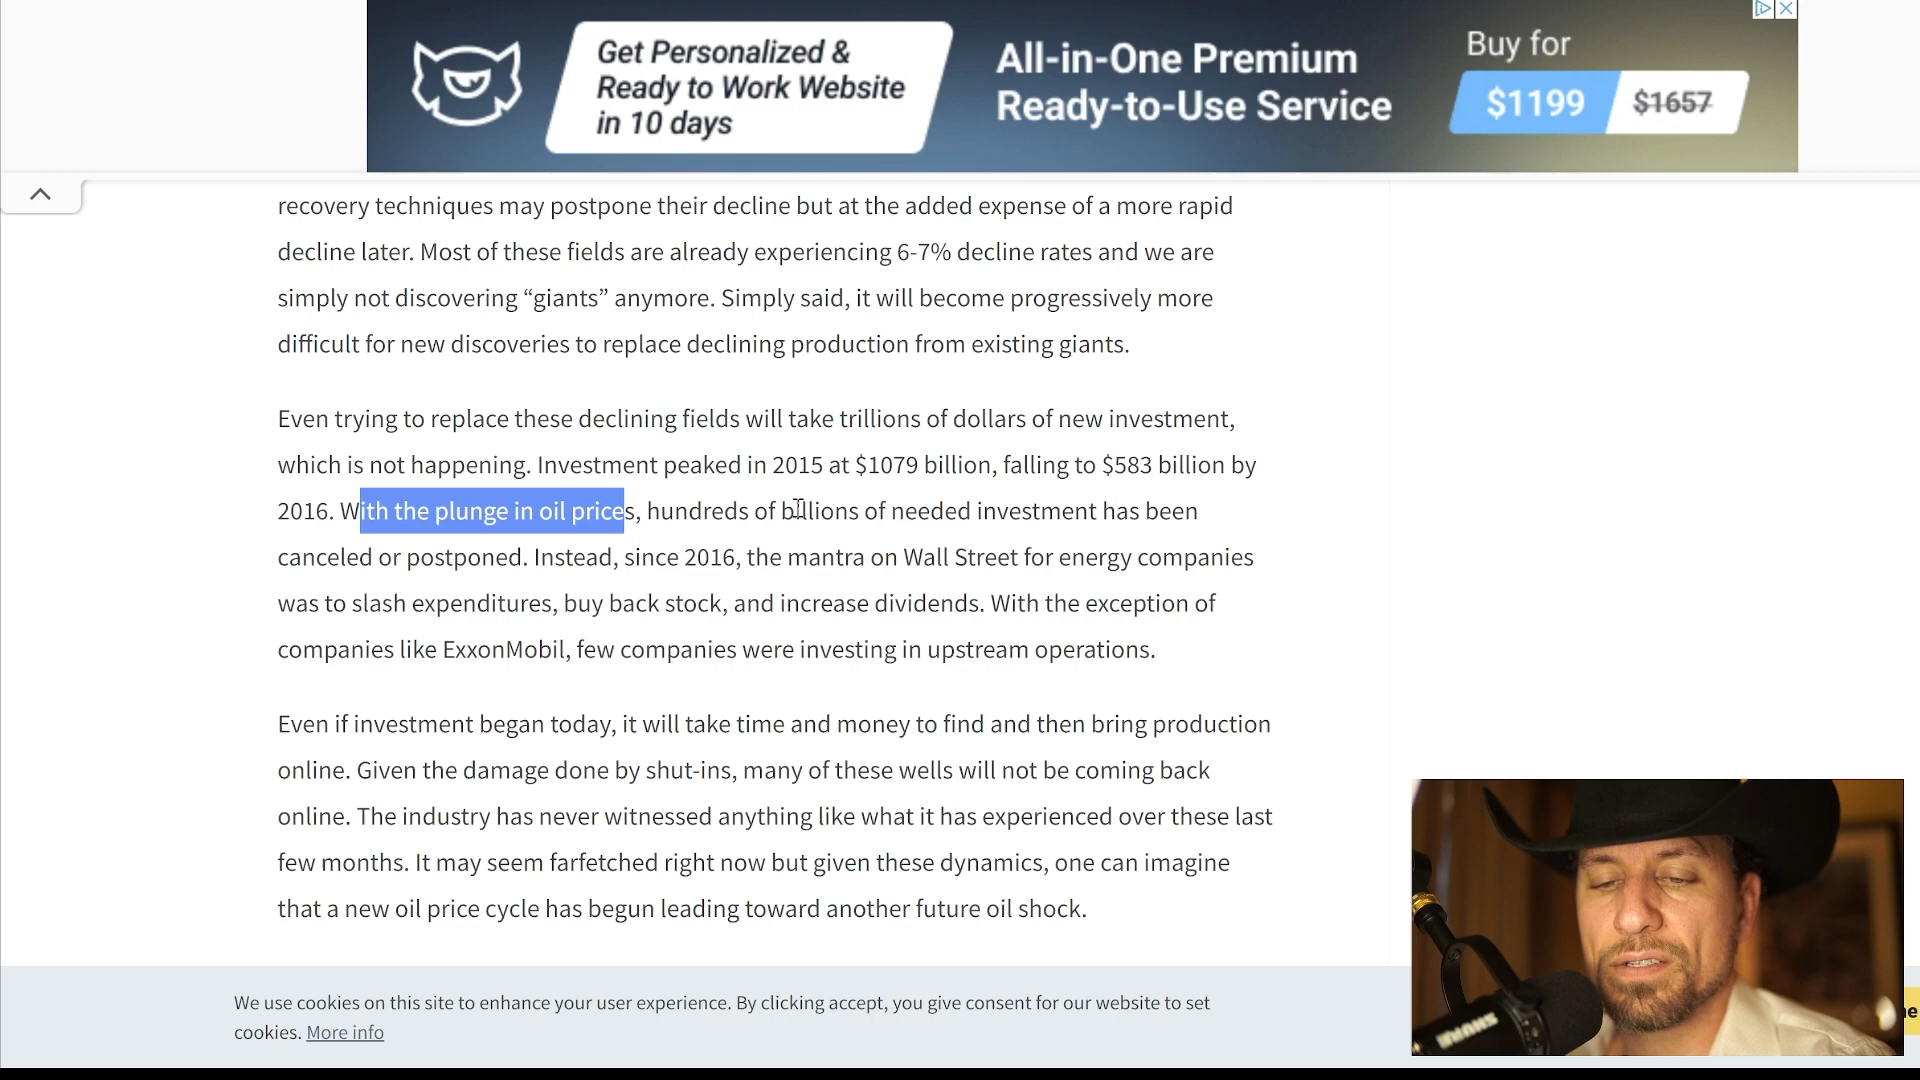 Get Personalized &
Ready to Work Website
in 10 days
All-in-One Premium
Ready-to-Use Service
Buy for
$1199 $1657
recovery techniques may postpone their decline but at the added expense of a more rapid
decline later. Most of these fields are already experiencing 6-7% decline rates and we are
simply not discovering “giants” anymore. Simply said, it will become progressively more
difficult for new discoveries to replace declining production from existing giants.
Even trying to replace these declining fields will take trillions of dollars of new investment,
which is not happening. Investment peaked in 2015 at $1079 billion, falling to $583 billion by
2016. With the plunge in oil prices, hundreds of billions of needed investment has been
canceled or postponed. Instead, since 2016, the mantra on Wall Street for energy companies
was to slash expenditures, buy back stock, and increase dividends. With the exception of
companies like ExxonMobil, few companies were investing in upstream operations.
Even if investment began today, it will take time and money to find and then bring production
online. Given the damage done by shut-ins, many of these wells will not be coming back
online. The industry has never witnessed anything like what it has experienced over these last
few months. It may seem farfetched right now but given these dynamics, one can imagine
that a new oil price cycle has begun leading toward another future oil shock.
We use cookies on this site to enhance your user experience. By clicking accept, you give consent for our website to set
cookies. More info
SHURE